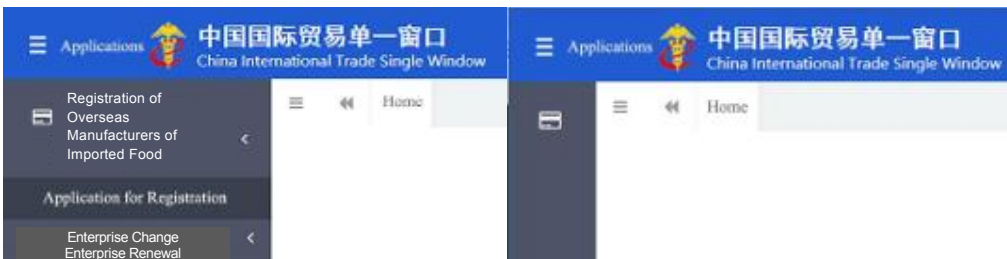 Applications
中国国际贸易单一窗口
China International Trade Single Window
Registration of
Overseas
Manufacturers of
Imported Food
Home
Application for Registration
Enterprise Change
Enterprise Renewal
Applications
中国国际贸易单一窗口
China International Trade Single Window
Home